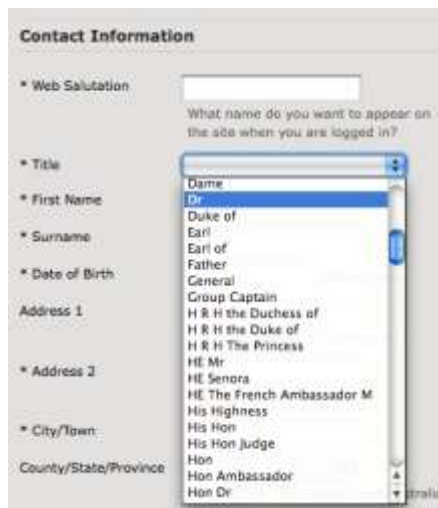 Contact Information
* Web Salutation
What name do you want to appear on
the site when you are logged in?
* Title
Dame
Dr
Duke of
Earl
Earl of
Father
General
Group Captain
H R H the Duchess of
H R H the Duke of
H R H The Princess
HE Mr
HE Senora
HE The French Ambassador M
His Highness
His Hon
His Hon Judge
Hon
Hon Ambassador
Hon Dr
* First Name
* Surname
* Date of Birth
Address 1
* Address 2
* City/Town
County/State/Province